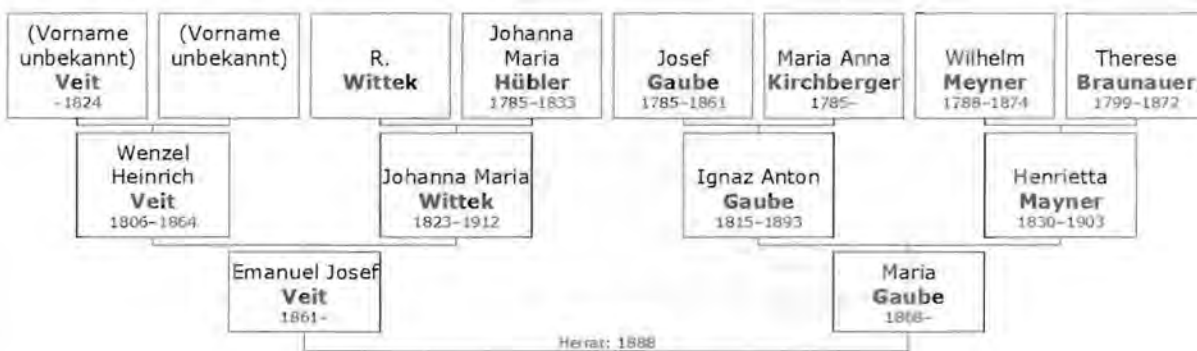 (Vorname
unbekannt)
Veit
-1824
(Vorname
unbekannt)
R.
Wittek
Johanna
Maria
Hübler
1785-1833
Josef
Gaube
1785-1861
Maria Anna
Kirchberger
1785-
Wilhelm
Meyner
1788-1874
Therese
Braunauer
1799-1872
Wenzel
Heinrich
Veit
1806-1864
Johanna Maria
Wittek
1823-1912
Ignaz Anton
Gaube
1815-1893
Henrietta
Mayner
1830-1903
Emanuel Josef
Veit
1861-
Maria
Gaube
1868-
Herrat: 1888